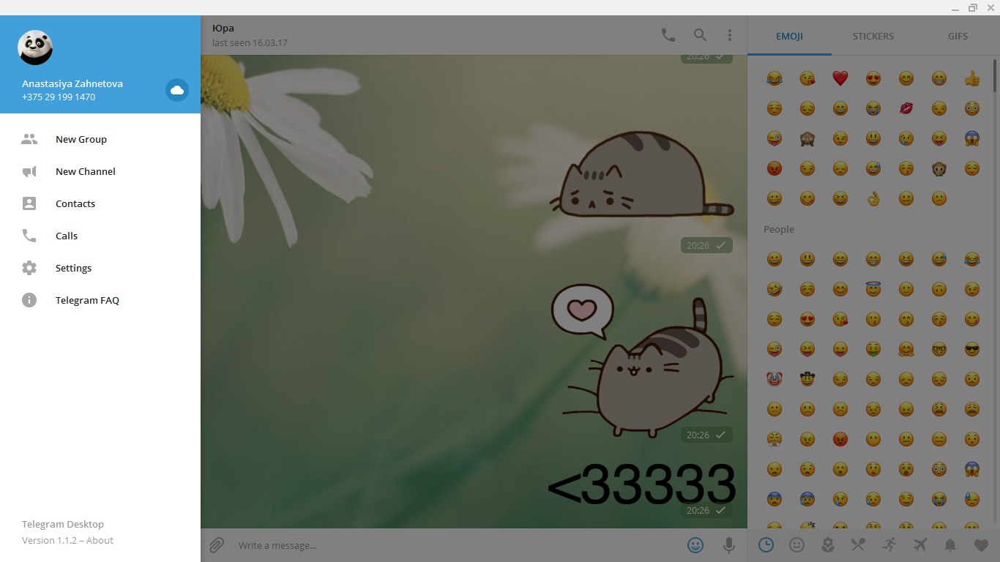 Anastasiya Zahnetova
+375 29 199 1470
New Group
New Channel
Contacts
Calls
Settings
Telegram FAQ
Telegram Desktop
Version 1.1.2 – About
Юра
last seen 16.03.17
20:26
20:26
20:26
<33333
20:26
Write a message...
EMOJI STICKERS GIFS
People